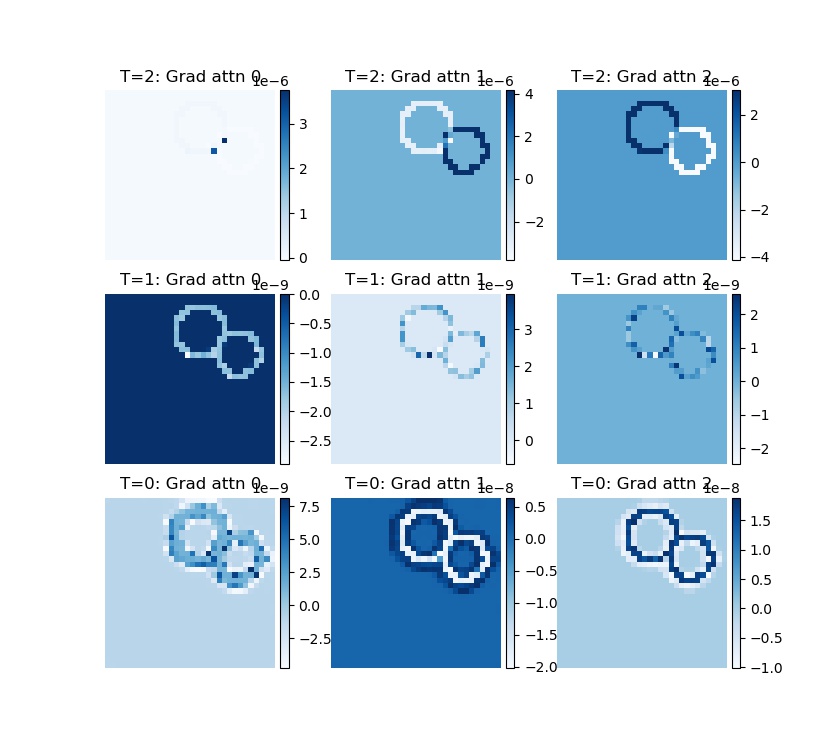 T=2: Grad attn 0
1e−6
3
2
1
0
T=2: Grad attn 1
1e−6
4
2
0
−2
T=2: Grad attn 2
1e−6
2
0
−2
−4
T=1: Grad attn 0
1e−9
0.0
−0.5
−1.0
−1.5
−2.0
−2.5
T=1: Grad attn 1
1e−9
3
2
1
0
T=1: Grad attn 2
1e−9
2
1
0
−1
−2
T=0: Grad attn 0
1e−9
7.5
5.0
2.5
0.0
−2.5
T=0: Grad attn 1
1e−8
0.5
0.0
−0.5
−1.0
−1.5
−2.0
T=0: Grad attn 2
1e−8
1.5
1.0
0.5
0.0
−0.5
−1.0